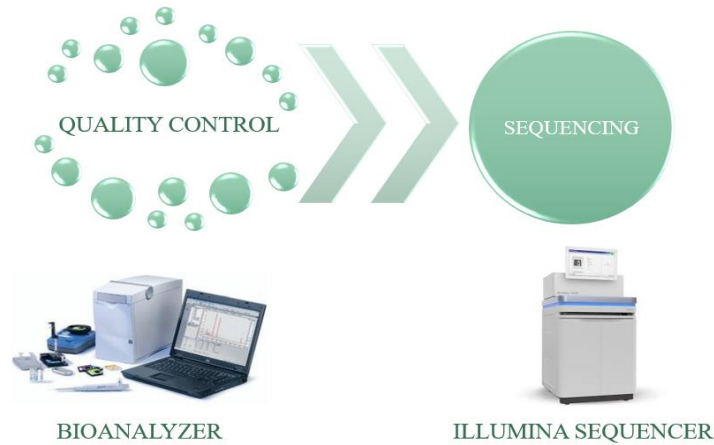 QUALITY CONTROL
SEQUENCING
BIOANALYZER
ILLUMINA SEQUENCER